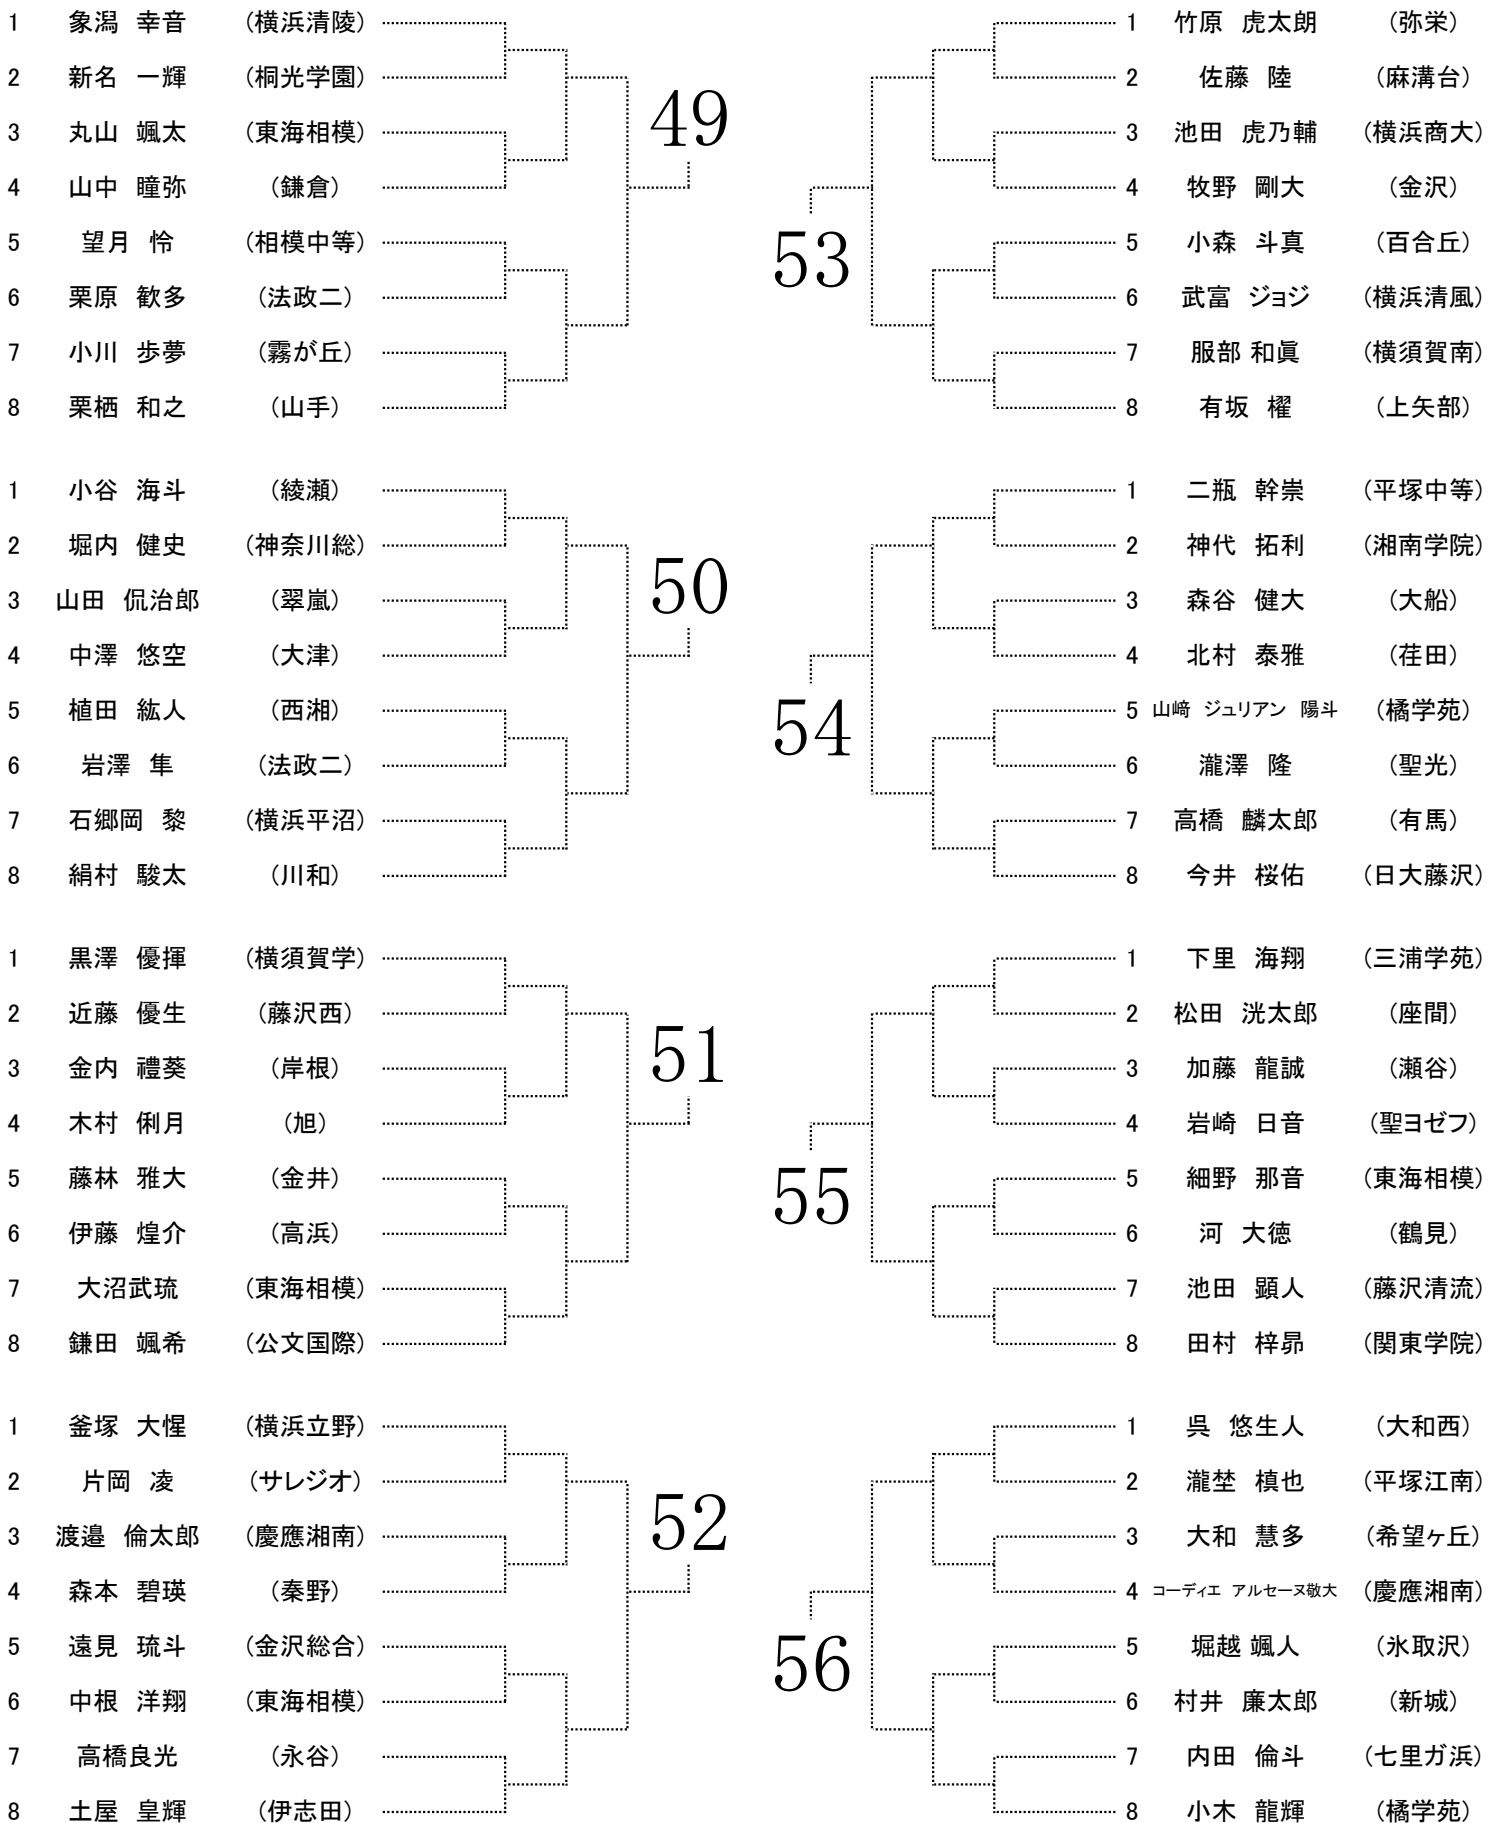 1 象潟 幸音 （横浜清陵）
2 新名 一輝 （桐光学園）
3 丸山 颯太 （東海相模）
4 山中 瞳弥 （鎌倉）
5 望月 怜 （相模中等）
6 栗原 歓多 （法政二）
7 小川 歩夢 （霧が丘）
8 栗栖 和之 （山手）
49
1 小谷 海斗 （綾瀬）
2 堀内 健史 （神奈川総）
3 山田 侃治郎 （翠嵐）
4 中澤 悠空 （大津）
5 植田 紘人 （西湘）
6 岩澤 隼 （法政二）
7 石郷岡 黎 （横浜平沼）
8 絹村 駿太 （川和）
50
1 黒澤 優揮 （横須賀学）
2 近藤 優生 （藤沢西）
3 金内 禮葵 （岸根）
4 木村 俐月 （旭）
5 藤林 雅大 （金井）
6 伊藤 煌介 （高浜）
7 大沼武琉 （東海相模）
8 鎌田 颯希 （公文国際）
51
1 釜塚 大惺 （横浜立野）
2 片岡 凌 （サレジオ）
3 渡邉 倫太郎 （慶應湘南）
4 森本 碧瑛 （秦野）
5 遠見 琉斗 （金沢総合）
6 中根 洋翔 （東海相模）
7 高橋良光 （永谷）
8 土屋 皇輝 （伊志田）
52
1 竹原 虎太朗 （弥栄）
2 佐藤 陸 （麻溝台）
3 池田 虎乃輔 （横浜商大）
4 牧野 剛大 （金沢）
5 小森 斗真 （百合丘）
6 武富 ジョジ （横浜清風）
7 服部 和眞 （横須賀南）
8 有坂 櫂 （上矢部）
53
1 二瓶 幹崇 （平塚中等）
2 神代 拓利 （湘南学院）
3 森谷 健大 （大船）
4 北村 泰雅 （荏田）
5 山﨑 ジュリアン 陽斗 （橘学苑）
6 瀧澤 隆 （聖光）
7 高橋 麟太郎 （有馬）
8 今井 桜佑 （日大藤沢）
54
1 下里 海翔 （三浦学苑）
2 松田 洸太郎 （座間）
3 加藤 龍誠 （瀬谷）
4 岩崎 日音 （聖ヨゼフ）
5 細野 那音 （東海相模）
6 河 大徳 （鶴見）
7 池田 顕人 （藤沢清流）
8 田村 梓昴 （関東学院）
55
1 呉 悠生人 （大和西）
2 瀧埜 槙也 （平塚江南）
3 大和 慧多 （希望ヶ丘）
4 コーディエ アルセーヌ敬大 （慶應湘南）
5 堀越 颯人 （氷取沢）
6 村井 廉太郎 （新城）
7 内田 倫斗 （七里ガ浜）
8 小木 龍輝 （橘学苑）
56